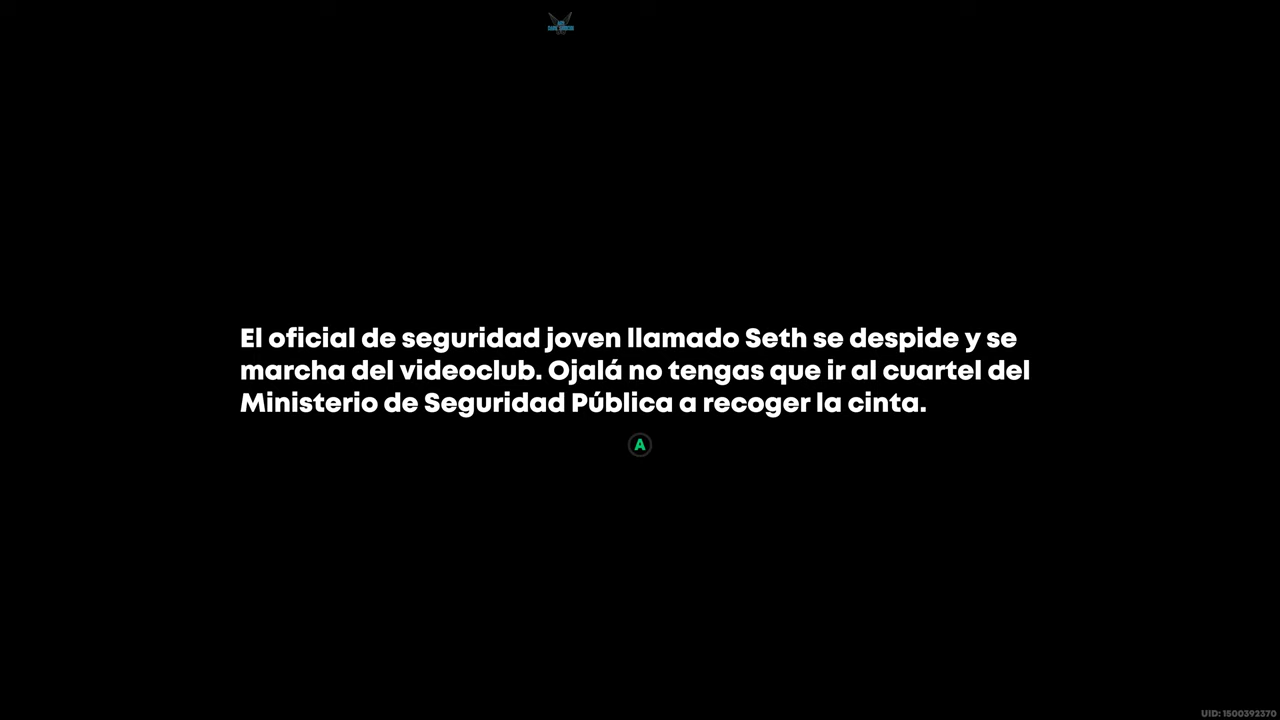 El oficial de seguridad joven llamado Seth se despide y se
marcha del videoclub. Ojalá no tengas que ir al cuartel del
Ministerio de Seguridad Pública a recoger la cinta.
A
UID: 1500392370